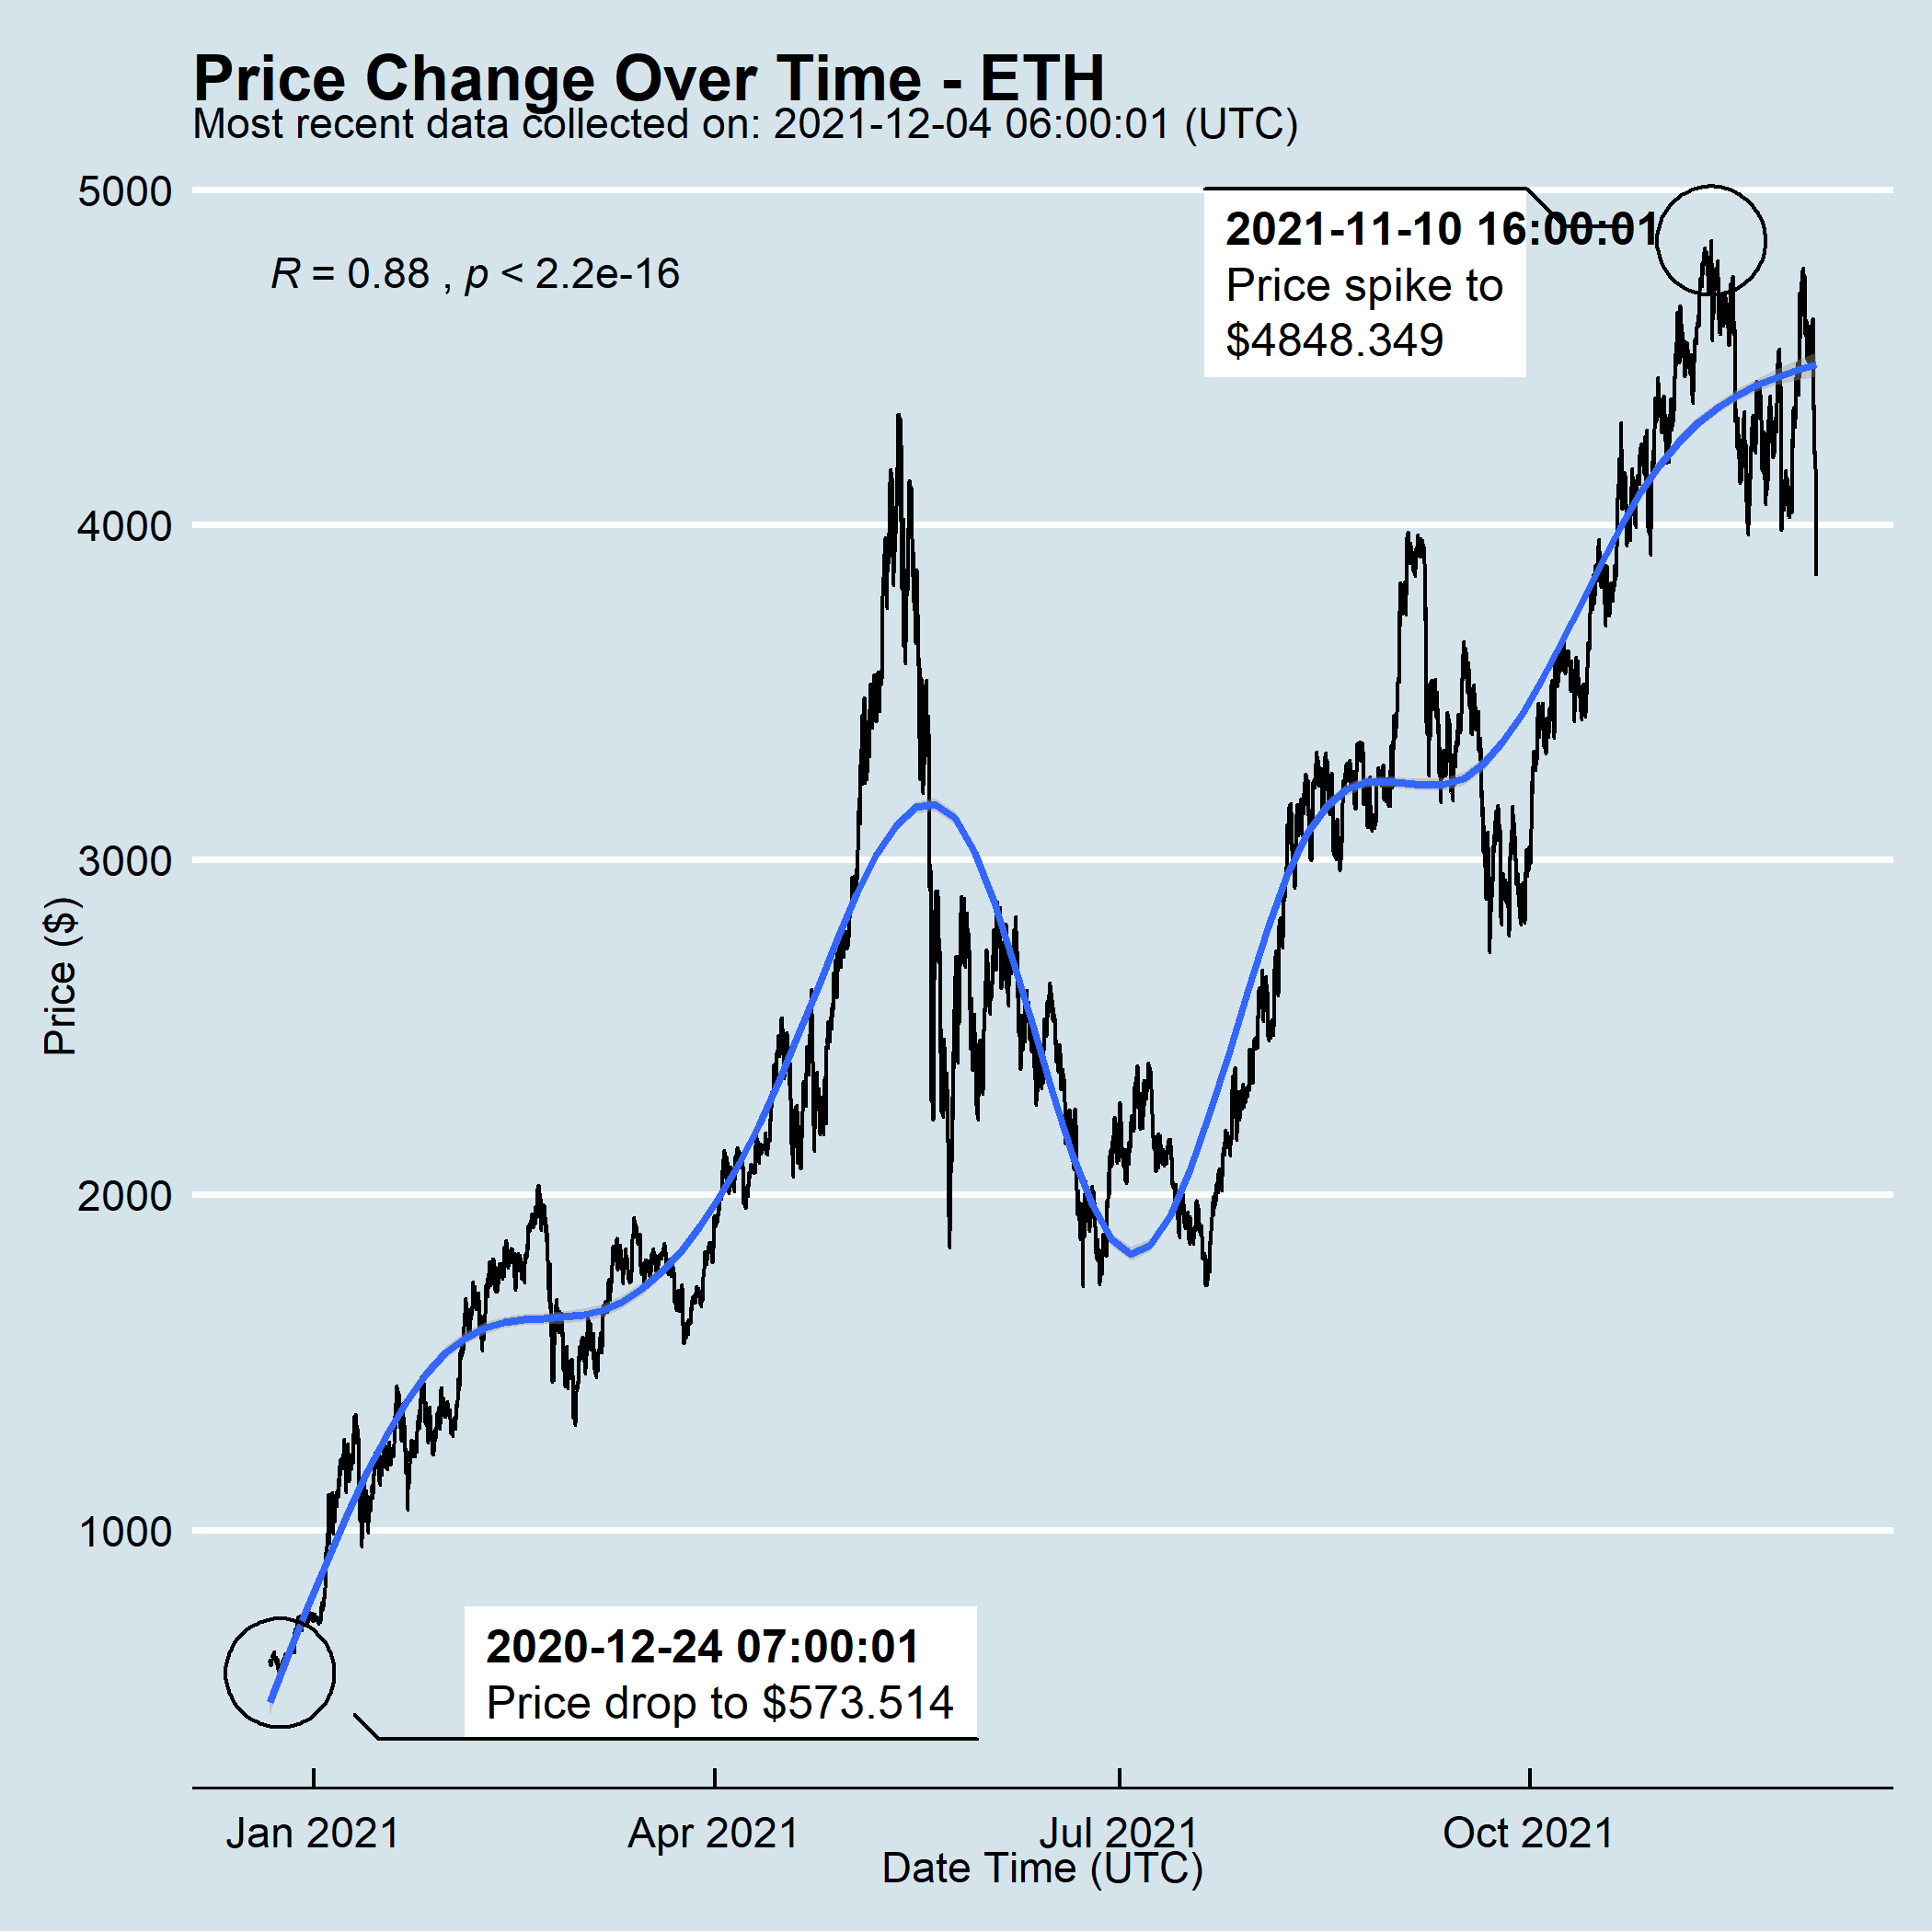 Price Change Over Time - ETH
Most recent data collected on: 2021-12-04 06:00:01 (UTC)
5000
4000
3000
2000
1000
Price ($)
R = 0.88 , p < 2.2e-16
2021-11-10 16:00:01
Price spike to
$4848.349
2020-12-24 07:00:01
Price drop to $573.514
Jan 2021
Apr 2021
Jul 2021
Oct 2021
Date Time (UTC)